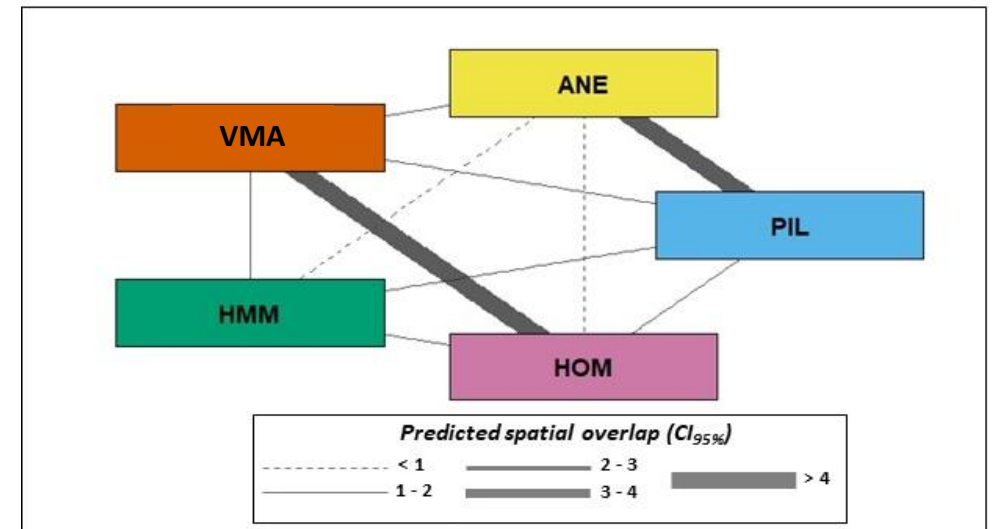 ANE
VMA
PIL
HMM
HOM
Predicted spatial overlap (CI95%)
< 1
2 - 3
> 4
1 - 2
3 - 4